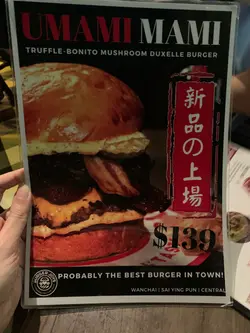 UMAMI MAMI
TRUFFLE-BONITO MUSHROOM DUXELLE BURGER
新品の上場
$139
PROBABLY THE BEST BURGER IN TOWN!
WANCHAI | SAI YING PUN | CENTRAL